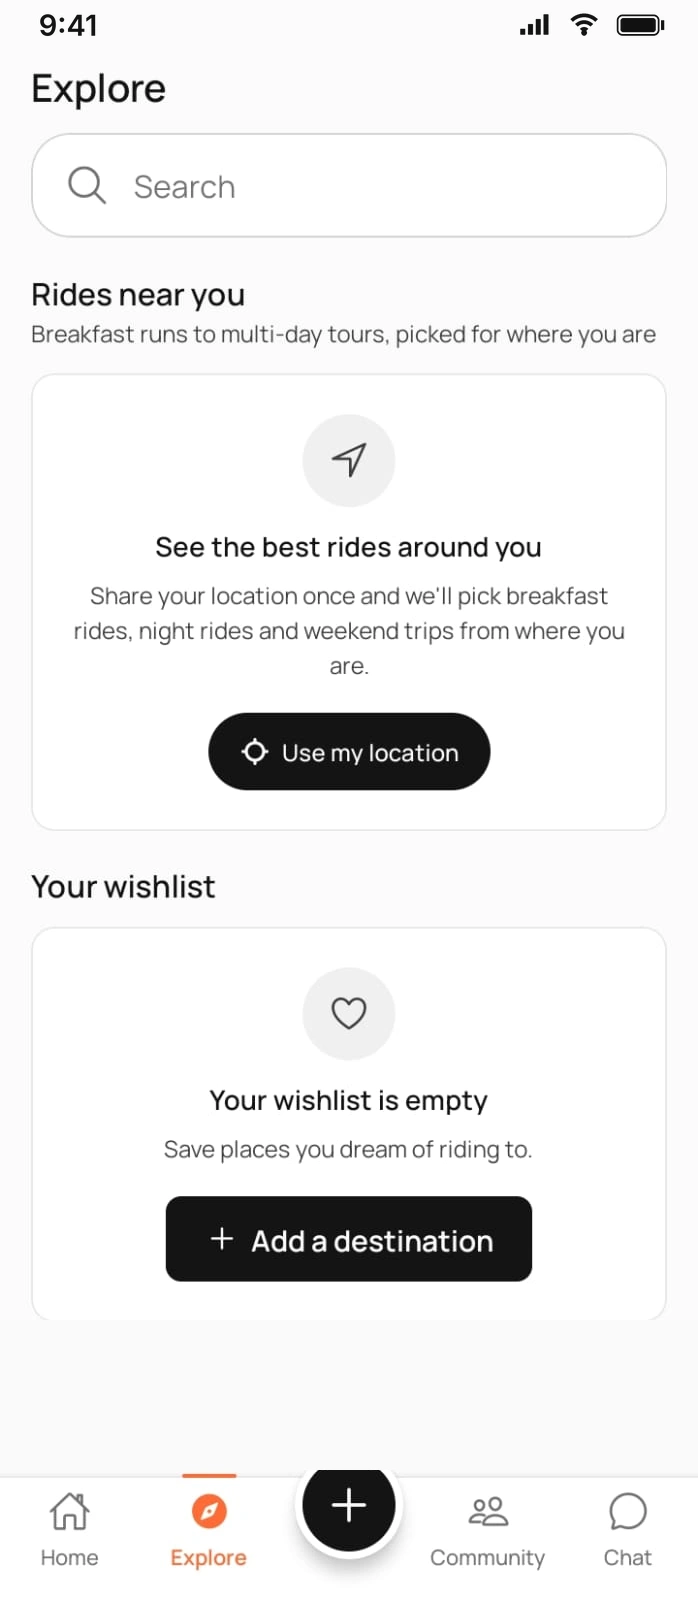 9:41
Explore
Search
Rides near you
Breakfast runs to multi-day tours, picked for where you are
See the best rides around you
Share your location once and we'll pick breakfast
rides, night rides and weekend trips from where you
are.
Use my location
Your wishlist
Your wishlist is empty
Save places you dream of riding to.
+ Add a destination
Home
Explore
+
Community
Chat